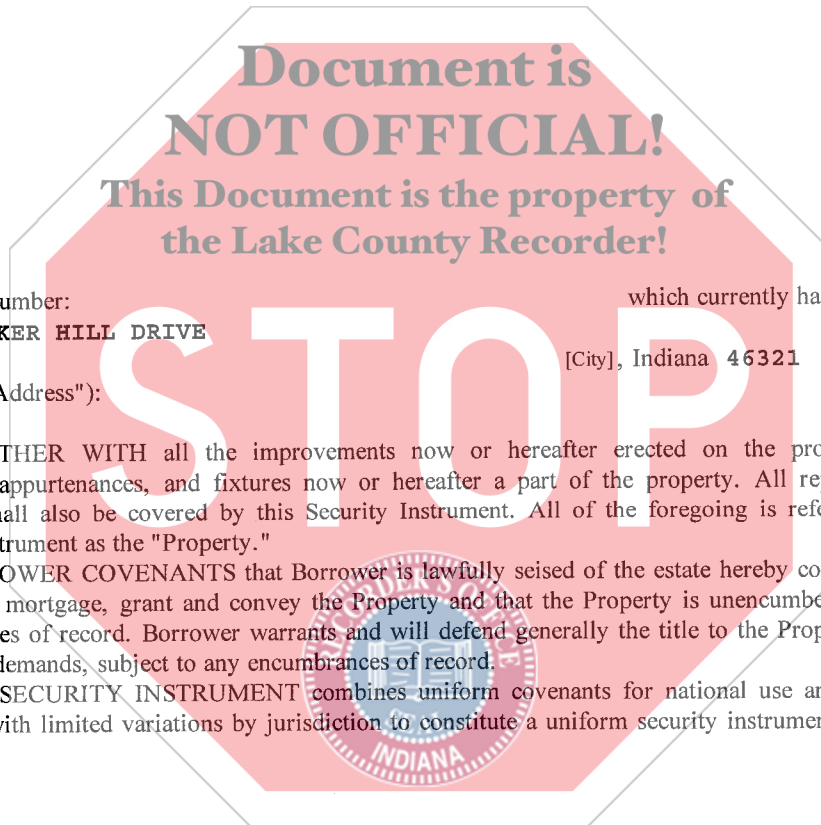 Document is
NOT OFFICIAL!
This Document is the property of
the Lake County Recorder!
umber: which currently ha
KER HILL DRIVE
[City], Indiana 46321
Address"):
STOP
THER WITH all the improvements now or hereafter erected on the pro
appurtenances, and fixtures now or hereafter a part of the property. All re
all also be covered by this Security Instrument. All of the foregoing is refe
trument as the "Property."
OWER COVENANTS that Borrower is lawfully seised of the estate hereby co
mortgage, grant and convey the Property and that the Property is unencumbe
es of record. Borrower warrants and will defend generally the title to the Prop
demands, subject to any encumbrances of record.
SECURITY INSTRUMENT combines uniform covenants for national use an
with limited variations by jurisdiction to constitute a uniform security instrumen
RECORDER'S OFFICE
INDIANA